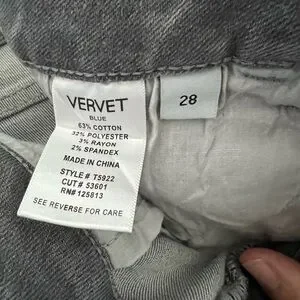 VERVET
BLUE
63% COTTON
32% POLYESTER
3% RAYON
2% SPANDEX
MADE IN CHINA
STYLE # T5922
CUT # 53601
RN# 125813
SEE REVERSE FOR CARE
28